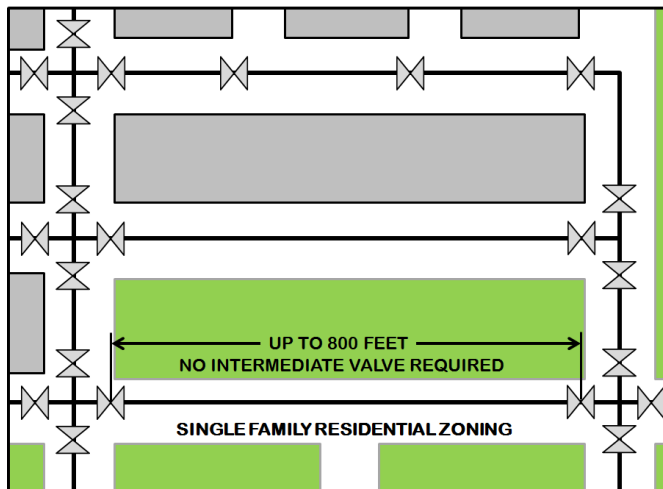 UP TO 800 FEET
NO INTERMEDIATE VALVE REQUIRED
SINGLE FAMILY RESIDENTIAL ZONING